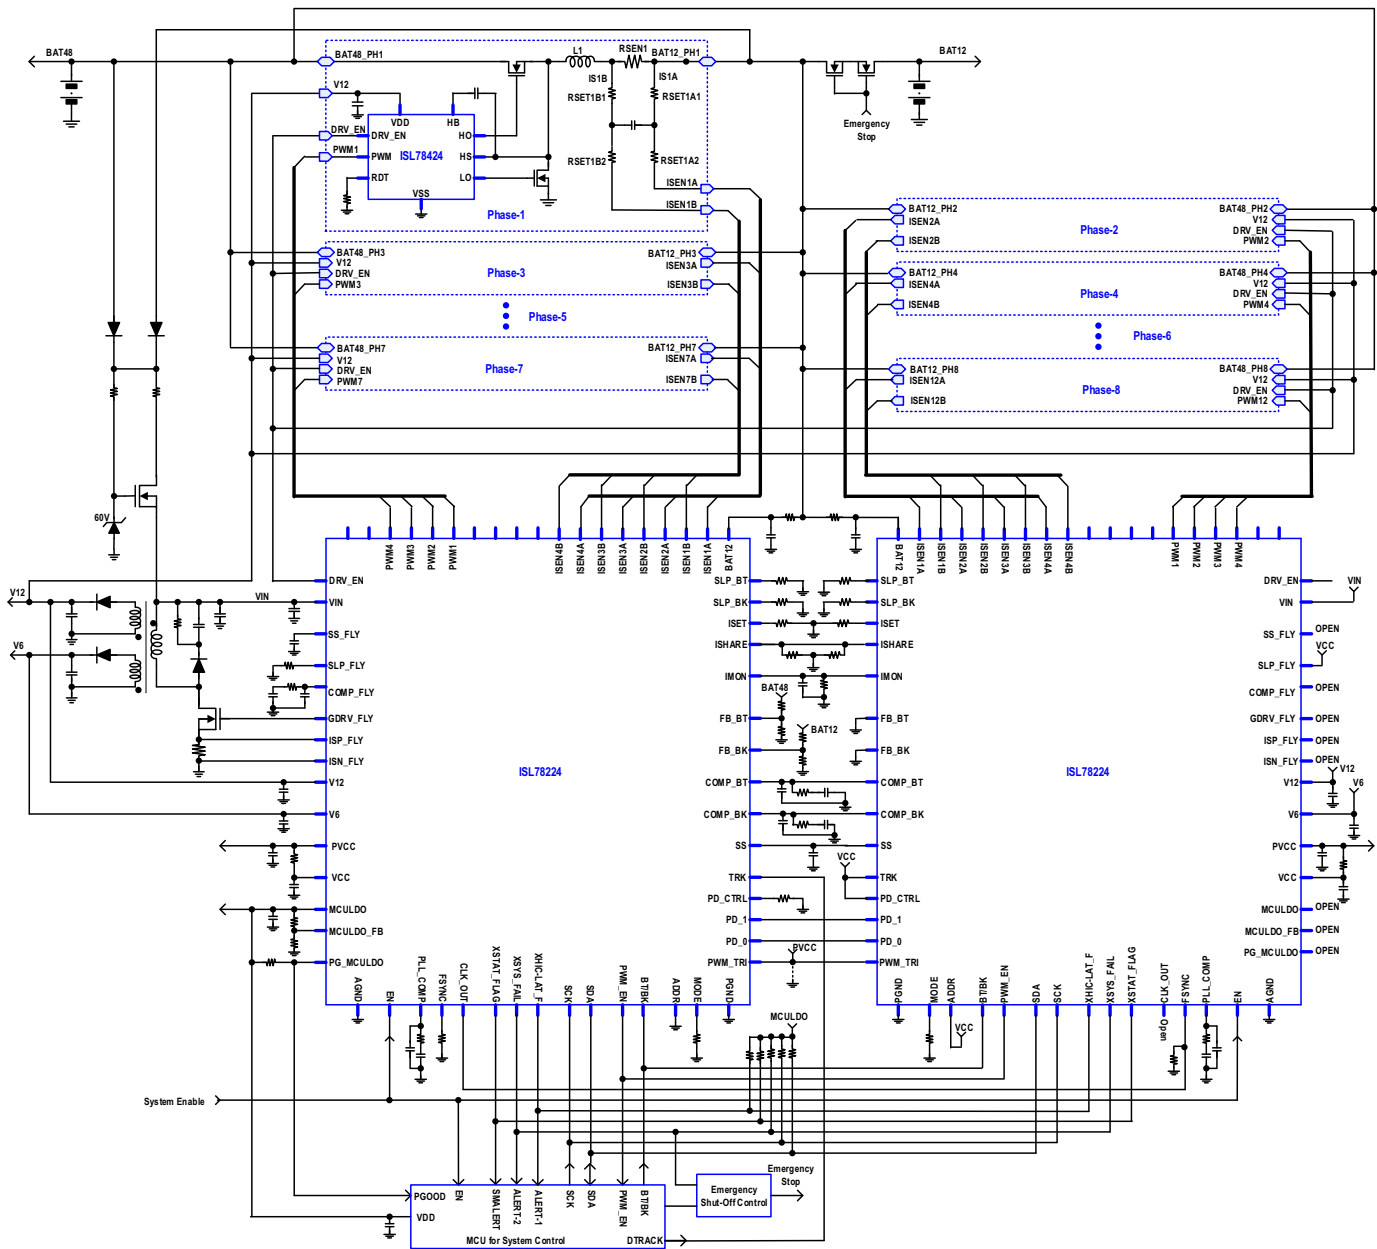 BAT48
BAT48_PH1
L1
RSEN1
BAT12_PH1
BAT12
IS1B
IS1A
V12
RSET1B1
RSET1A1
VDD
HB
Emergency
Stop
DRV_EN
DRV_EN
HO
PWM1
PWM
ISL78424
HS
RSET1B2
RSET1A2
RDT
LO
VSS
ISEN1A
ISEN1B
Phase-1
BAT12_PH2
ISEN2A
ISEN2B
Phase-2
BAT48_PH2
V12
DRV_EN
PWM2
BAT48_PH3
V12
DRV_EN
PWM3
Phase-3
BAT12_PH3
ISEN3A
ISEN3B
BAT12_PH4
ISEN4A
ISEN4B
Phase-4
BAT48_PH4
V12
DRV_EN
PWM4
Phase-5
Phase-6
BAT48_PH7
V12
DRV_EN
PWM7
Phase-7
BAT12_PH7
ISEN7A
ISEN7B
BAT12_PH8
ISEN12A
ISEN12B
Phase-8
BAT48_PH8
V12
DRV_EN
PWM12
60V
PWM4
PWM3
PWM2
PWM1
ISEN4B
ISEN4A
ISEN3B
ISEN3A
ISEN2B
ISEN2A
ISEN1B
ISEN1A
BAT12
BAT12
ISEN1A
ISEN1B
ISEN2A
ISEN2B
ISEN3A
ISEN3B
ISEN4A
ISEN4B
PWM1
PWM2
PWM3
PWM4
V12
V6
VIN
DRV_EN
VIN
SS_FLY
SLP_FLY
COMP_FLY
GDRV_FLY
ISP_FLY
ISN_FLY
V12
V6
PVCC
VCC
MCULDO
MCULDO_FB
PG_MCULDO
ISL78224
SLP_BT
SLP_BK
ISET
ISHARE
IMON
FB_BT
FB_BK
COMP_BT
COMP_BK
SS
TRK
PD_CTRL
PD_1
PD_0
PWM_TRI
BAT48
BAT12
VCC
PVCC
SLP_BT
SLP_BK
ISET
ISHARE
IMON
FB_BT
FB_BK
COMP_BT
COMP_BK
SS
TRK
PD_CTRL
PD_1
PD_0
PWM_TRI
ISL78224
DRV_EN
VIN
SS_FLY
SLP_FLY
COMP_FLY
GDRV_FLY
ISP_FLY
ISN_FLY
V12
V6
PVCC
VCC
MCULDO
MCULDO_FB
PG_MCULDO
VIN
OPEN
VCC
OPEN
OPEN
OPEN
OPEN
V12
V6
OPEN
OPEN
OPEN
AGND
EN
PLL_COMP
FSYNC
CLK_OUT
XSTAT_FLAG
XSYS_FAIL
XHIC-LAT_F
SCK
SDA
PWM_EN
BT/BK
ADDR
MODE
PGND
PGND
MODE
ADDR
BT/BK
PWM_EN
SDA
SCK
XHIC-LAT_F
XSYS_FAIL
XSTAT_FLAG
CLK_OUT
FSYNC
PLL_COMP
EN
AGND
MCULDO
VCC
Open
System Enable
PGOOD
VDD
EN
SMALERT
ALERT-2
ALERT-1
SCK
SDA
PWM_EN
BT/BK
DTRACK
MCU for System Control
Emergency
Shut-Off Control
Emergency
Stop